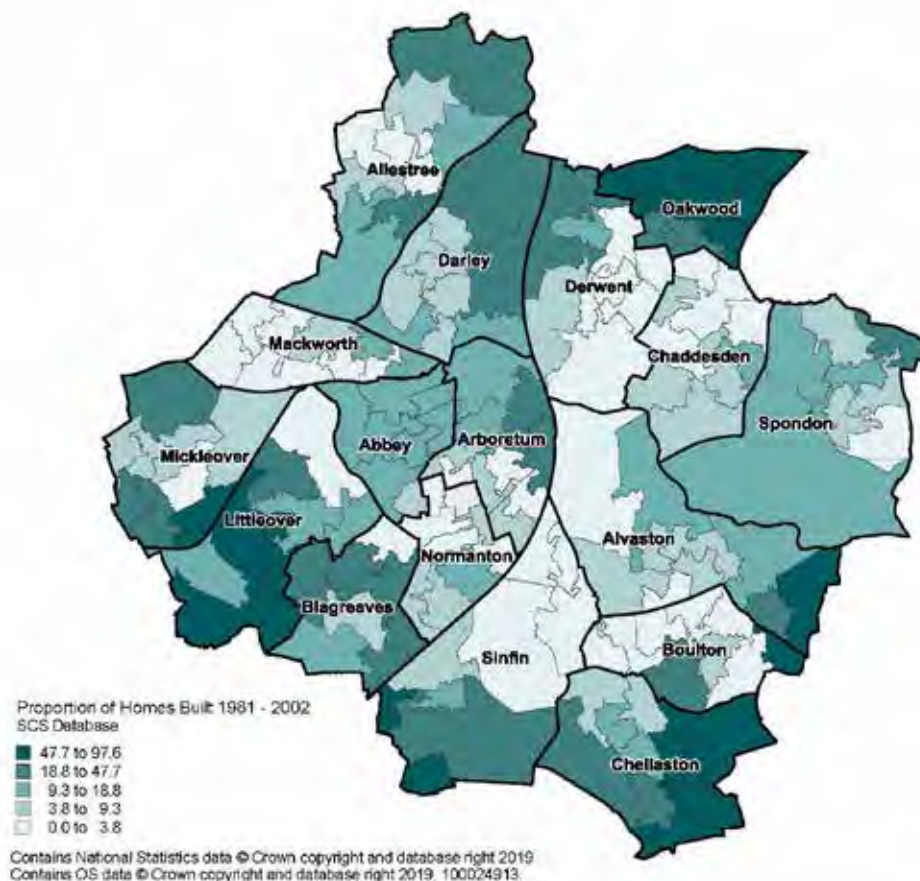 Allestree
Oakwood
Darley
Derwent
Mackworth
Chaddesden
Spondon
Mickleover
Abbey
Arboretum
Littleover
Normanton
Alvaston
Blagreaves
Sinfin
Boulton
Chellaston
Proportion of Homes Built 1981 - 2002
SCS Database
47.7 to 97.6
18.8 to 47.7
9.3 to 18.8
3.8 to 9.3
0.0 to 3.8
Contains National Statistics data © Crown copyright and database right 2019
Contains OS data © Crown copyright and database right 2019. 100024913.